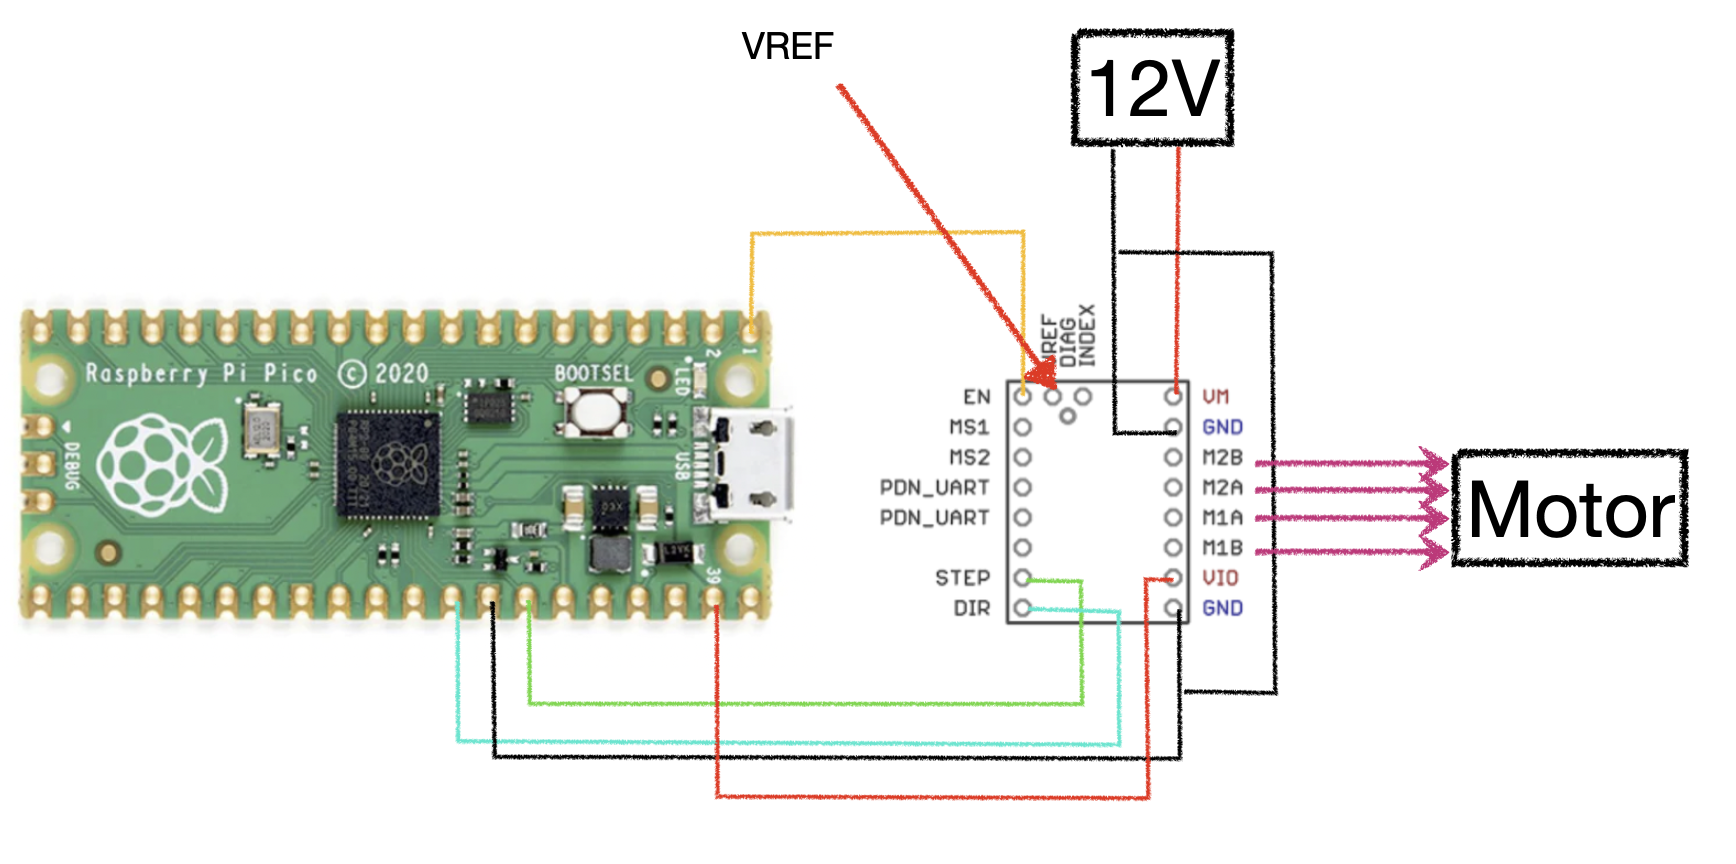 VREF
12V
VREF
DIAG
INDEX
Raspberry Pi Pico © 2020
BOOTSEL
LED
2
1
DEBUG
USB
39
EN
MS1
MS2
PDN_UART
PDN_UART
STEP
DIR
VM
GND
M2B
M2A
M1A
M1B
VIO
GND
Motor